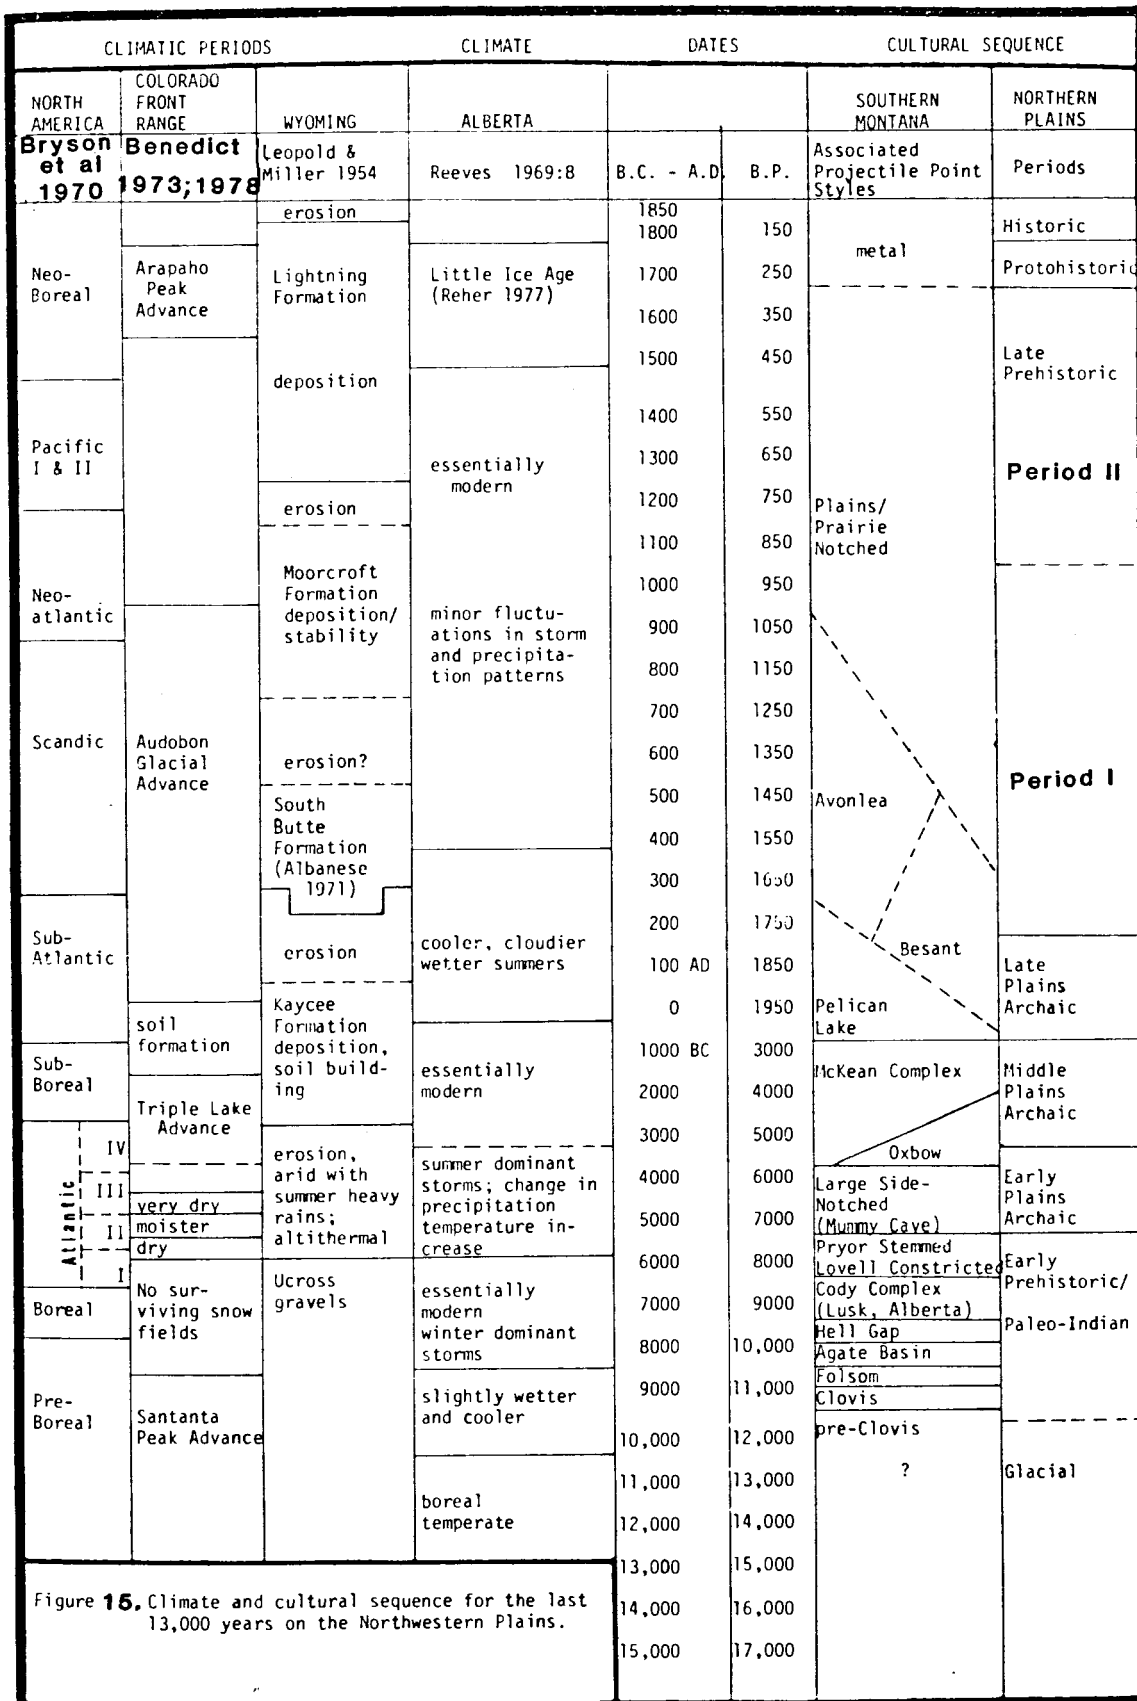 CLIMATIC PERIODS CLIMATE DATES CULTURAL SEQUENCE
NORTH
AMERICA
COLORADO
FRONT
RANGE
WYOMING
ALBERTA
SOUTHERN
MONTANA
NORTHERN
PLAINS
Bryson
et al
1970
Benedict
1973;1978
Leopold &
Miller 1954
Reeves 1969:8
B.C. - A.D
B.P.
Associated
Projectile Point
Styles
Periods
Neo-
Boreal
Pacific
I & II
Neo-
atlantic
Scandic
Sub-
Atlantic
Sub-
Boreal
Atlantic
IV
III
II
I
Boreal
Pre-
Boreal
Arapaho
Peak
Advance
Audobon
Glacial
Advance
soil
formation
Triple Lake
Advance
very dry
moister
dry
No sur-
viving snow
fields
Santanta
Peak Advance
erosion
Lightning
Formation
deposition
erosion
Moorcroft
Formation
deposition/
stability
erosion?
South
Butte
Formation
(Albanese
1971)
erosion
Kaycee
Formation
deposition,
soil build-
ing
erosion,
arid with
summer heavy
rains;
altithermal
Ucross
gravels
Little Ice Age
(Reher 1977)
essentially
modern
minor fluctu-
ations in storm
and precipita-
tion patterns
cooler, cloudier
wetter summers
essentially
modern
summer dominant
storms; change in
precipitation
temperature in-
crease
essentially
modern
winter dominant
storms
slightly wetter
and cooler
boreal
temperate
1850
1800 150
1700 250
1600 350
1500 450
1400 550
1300 650
1200 750
1100 850
1000 950
900 1050
800 1150
700 1250
600 1350
500 1450
400 1550
300 1650
200 1750
100 AD 1850
0 1950
1000 BC 3000
2000 4000
3000 5000
4000 6000
5000 7000
6000 8000
7000 9000
8000 10,000
9000 11,000
10,000 12,000
11,000 13,000
12,000 14,000
13,000 15,000
14,000 16,000
15,000 17,000
metal
Plains/
Prairie
Notched
Avonlea
Besant
Pelican
Lake
McKean Complex
Oxbow
Large Side-
Notched
(Mummy Cave)
Pryor Stemmed
Lovell Constricted
Cody Complex
(Lusk, Alberta)
Hell Gap
Agate Basin
Folsom
Clovis
pre-Clovis
?
Historic
Protohistoric
Late
Prehistoric
Period II
Period I
Late
Plains
Archaic
Middle
Plains
Archaic
Early
Plains
Archaic
Early
Prehistoric/
Paleo-Indian
Glacial
Figure 15. Climate and cultural sequence for the last
13,000 years on the Northwestern Plains.